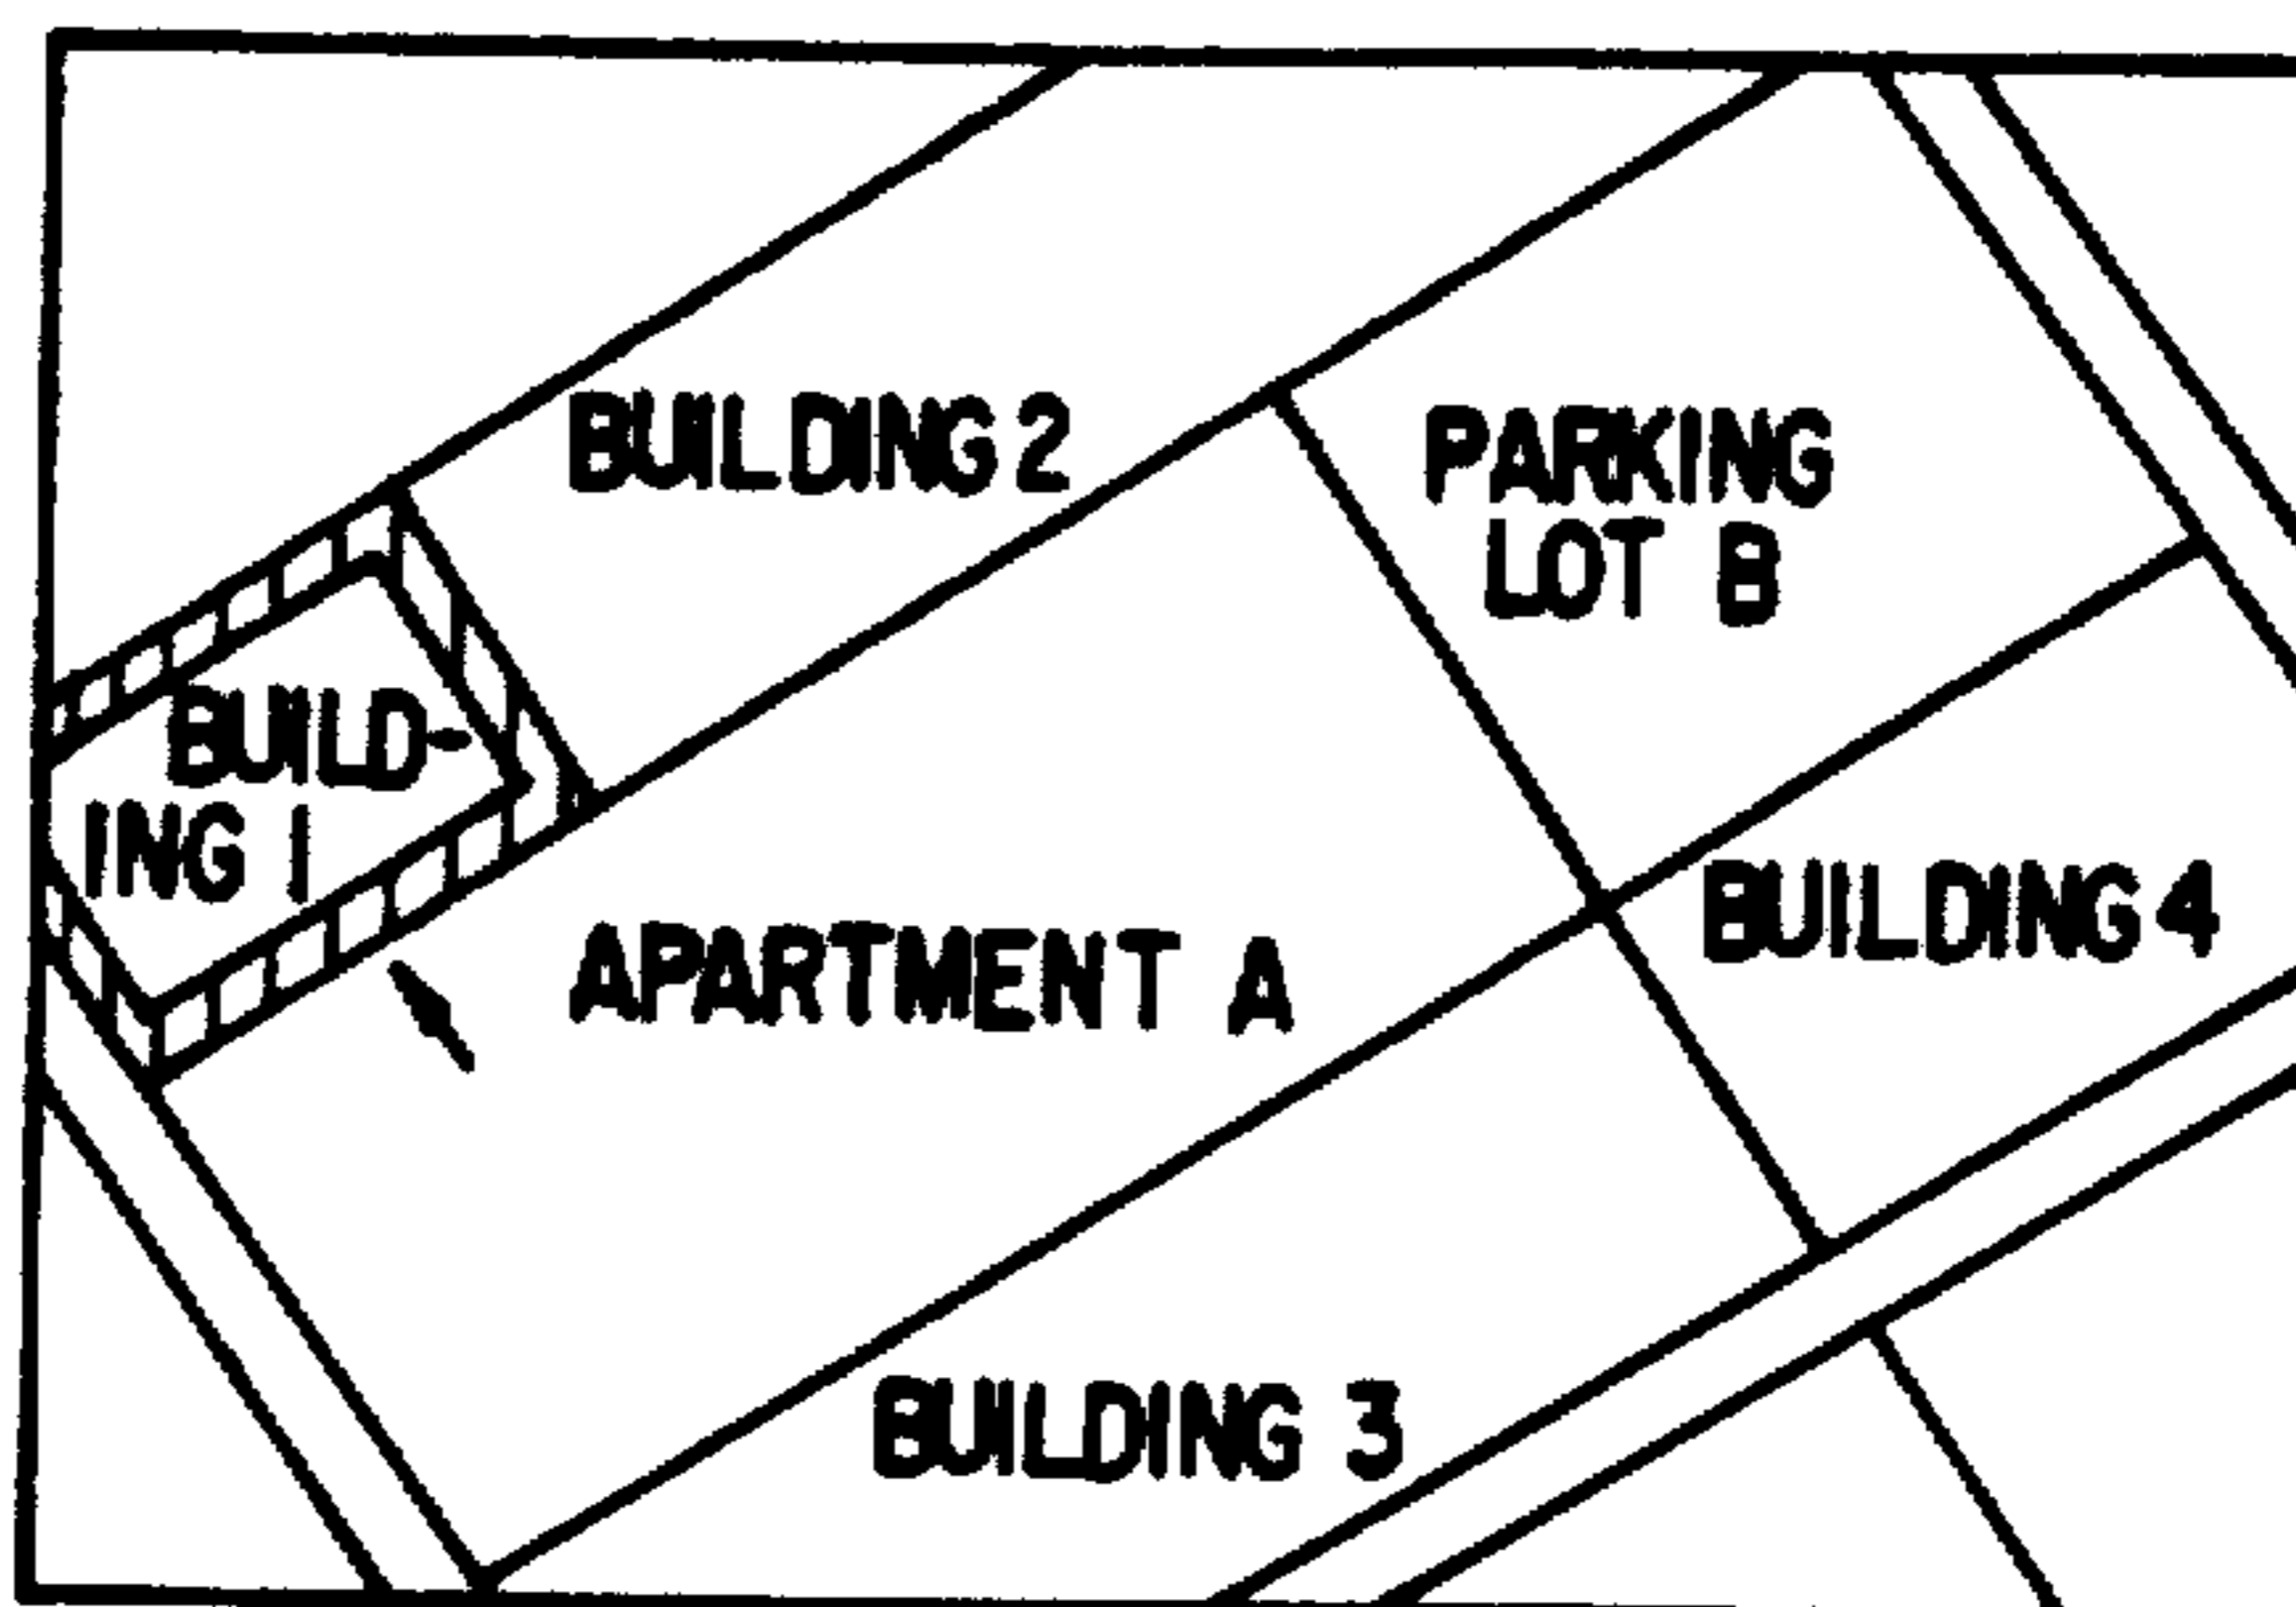 BUILDING 2
PARKING
LOT B
BUILD-
ING 1
APARTMENT A
BUILDING 4
BUILDING 3